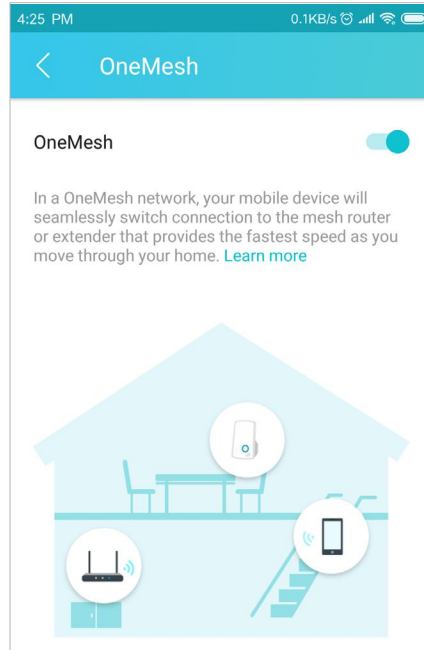 4:25 PM 0.1KB/s
OneMesh
OneMesh
In a OneMesh network, your mobile device will
seamlessly switch connection to the mesh router
or extender that provides the fastest speed as you
move through your home. Learn more